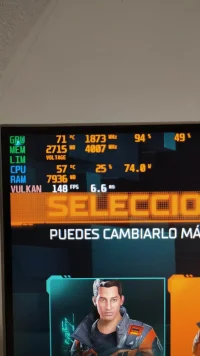 GPU 71 °C 1873 MHz 94 % 49 %
MEM 2715 MB 4007 MHz
LIM VOLTAGE
CPU 57 °C 25 % 74.0 W
RAM 7936 MB
VULKAN 148 FPS 6.6 ms
SELECCIO
PUEDES CAMBIARLO MÁ